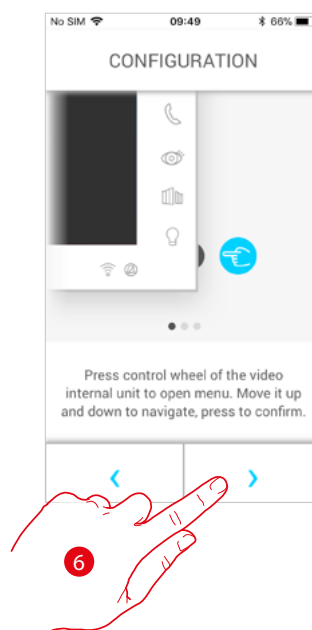 No SIM 09:49 66%
CONFIGURATION
Press control wheel of the video
internal unit to open menu. Move it up
and down to navigate, press to confirm.
6